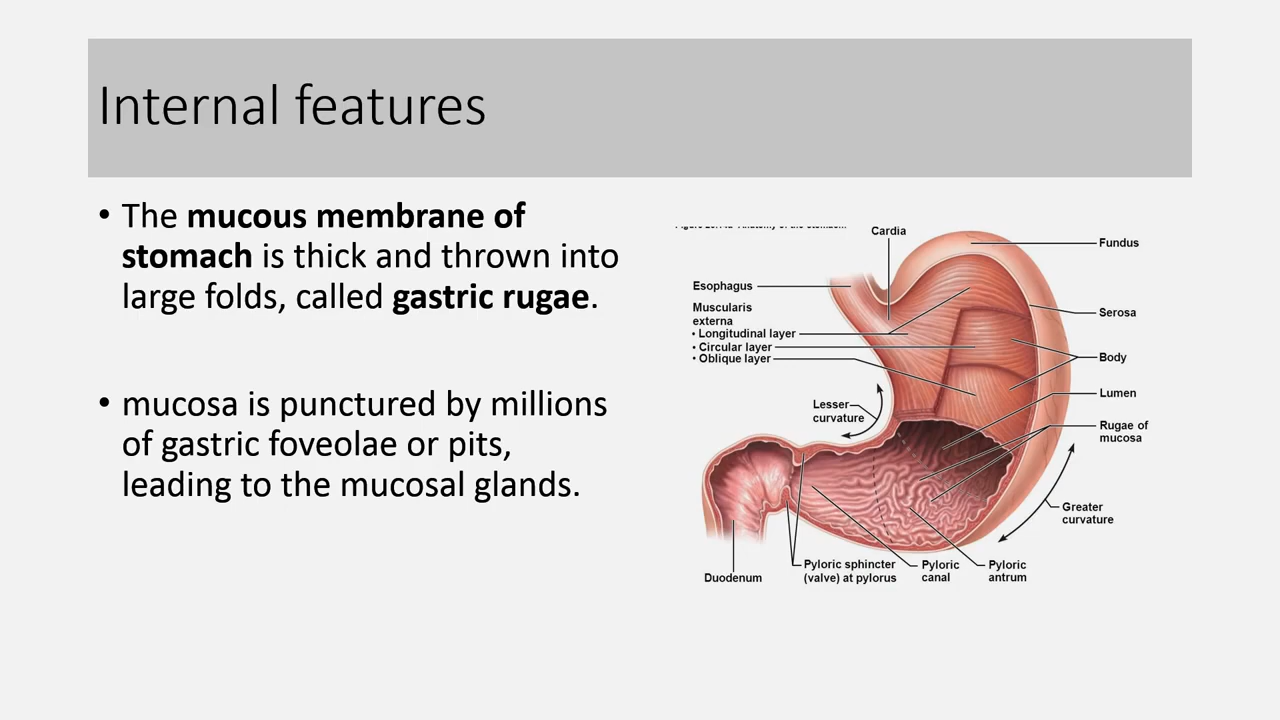 Internal features
• The mucous membrane of
stomach is thick and thrown into
large folds, called gastric rugae.
• mucosa is punctured by millions
of gastric foveolae or pits,
leading to the mucosal glands.
Cardia
Fundus
Esophagus
Muscularis
externa
• Longitudinal layer
• Circular layer
• Oblique layer
Serosa
Body
Lumen
Lesser
curvature
Rugae of
mucosa
Greater
curvature
Duodenum
Pyloric sphincter
(valve) at pylorus
Pyloric
canal
Pyloric
antrum